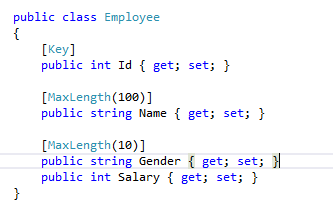 public class Employee
{
[Key]
public int Id { get; set; }
[MaxLength(100)]
public string Name { get; set; }
[MaxLength(10)]
public string Gender { get; set; }
public int Salary { get; set; }
}